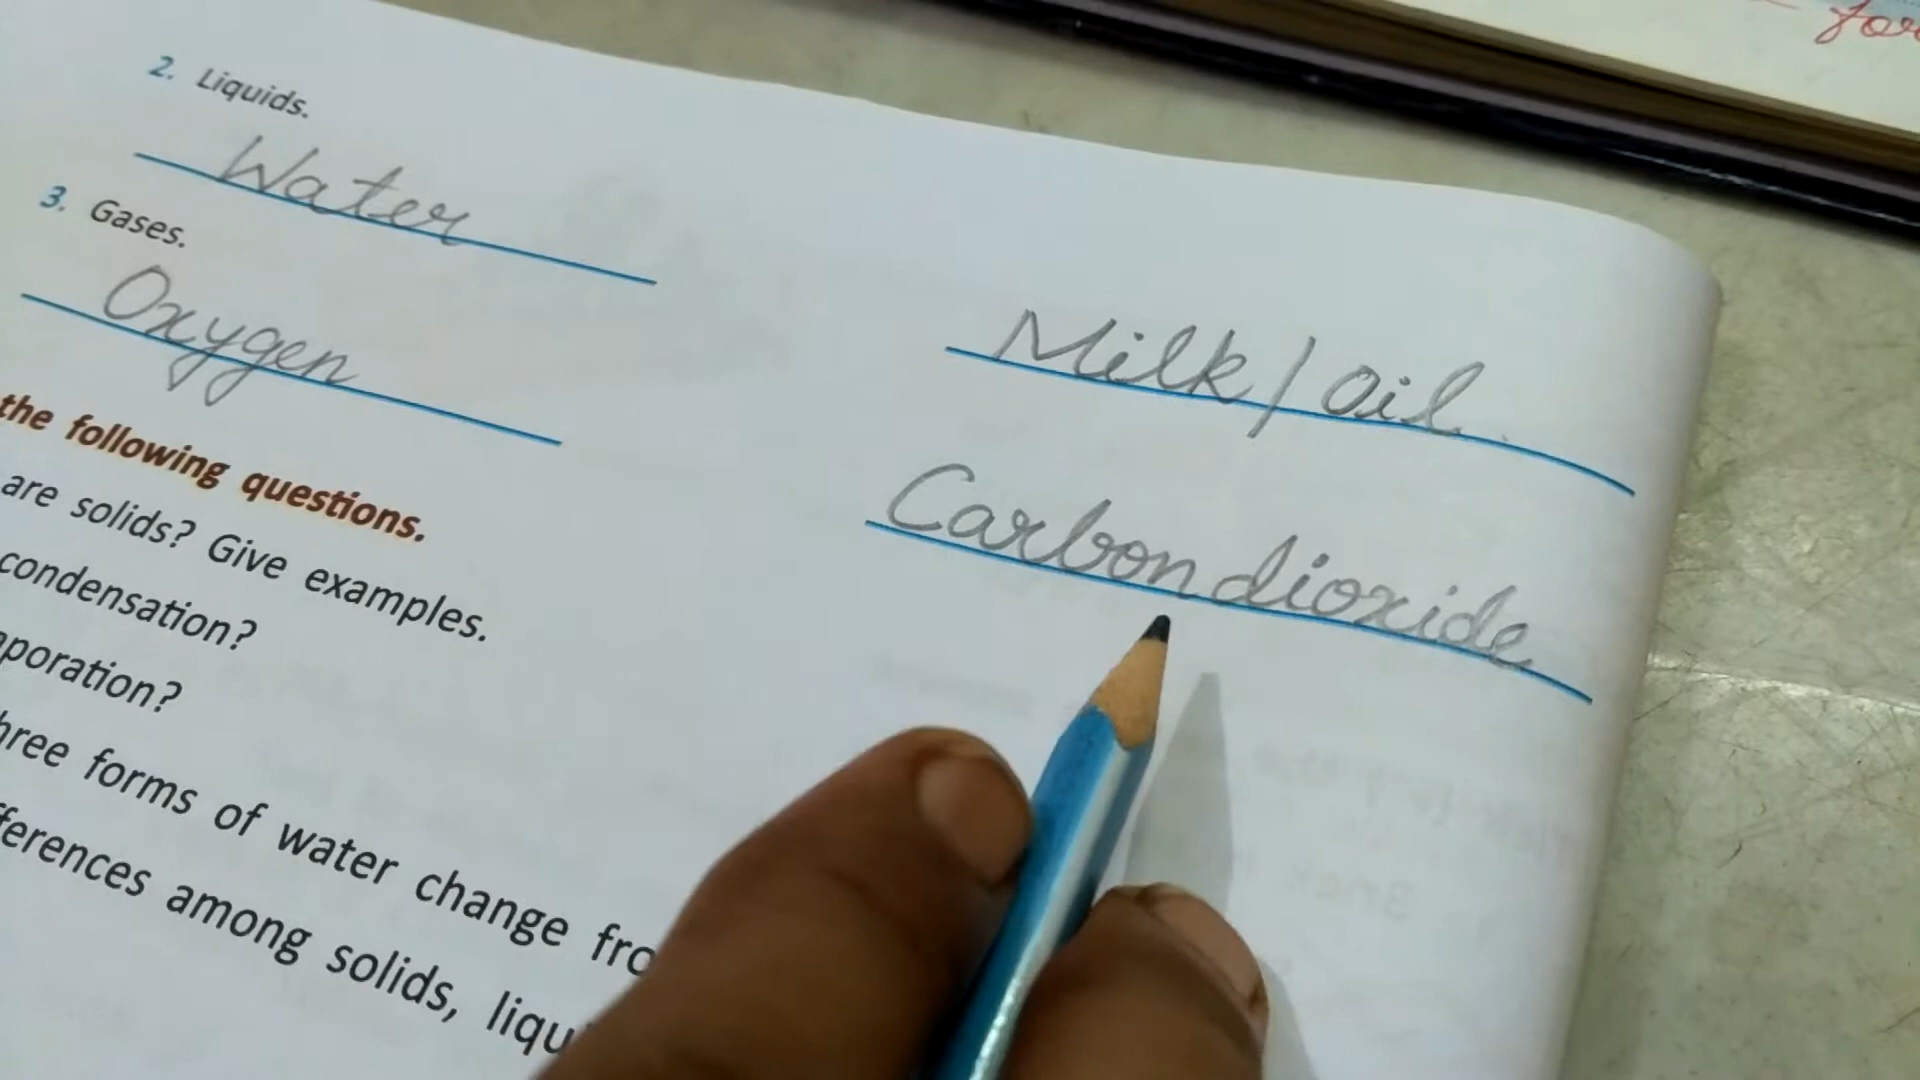 2. Liquids.
Water Milk/Oil
3. Gases.
Oxygen Carbon dioxide
the following questions.
are solids? Give examples.
condensation?
poration?
hree forms of water change fro
ferences among solids, liqu
for